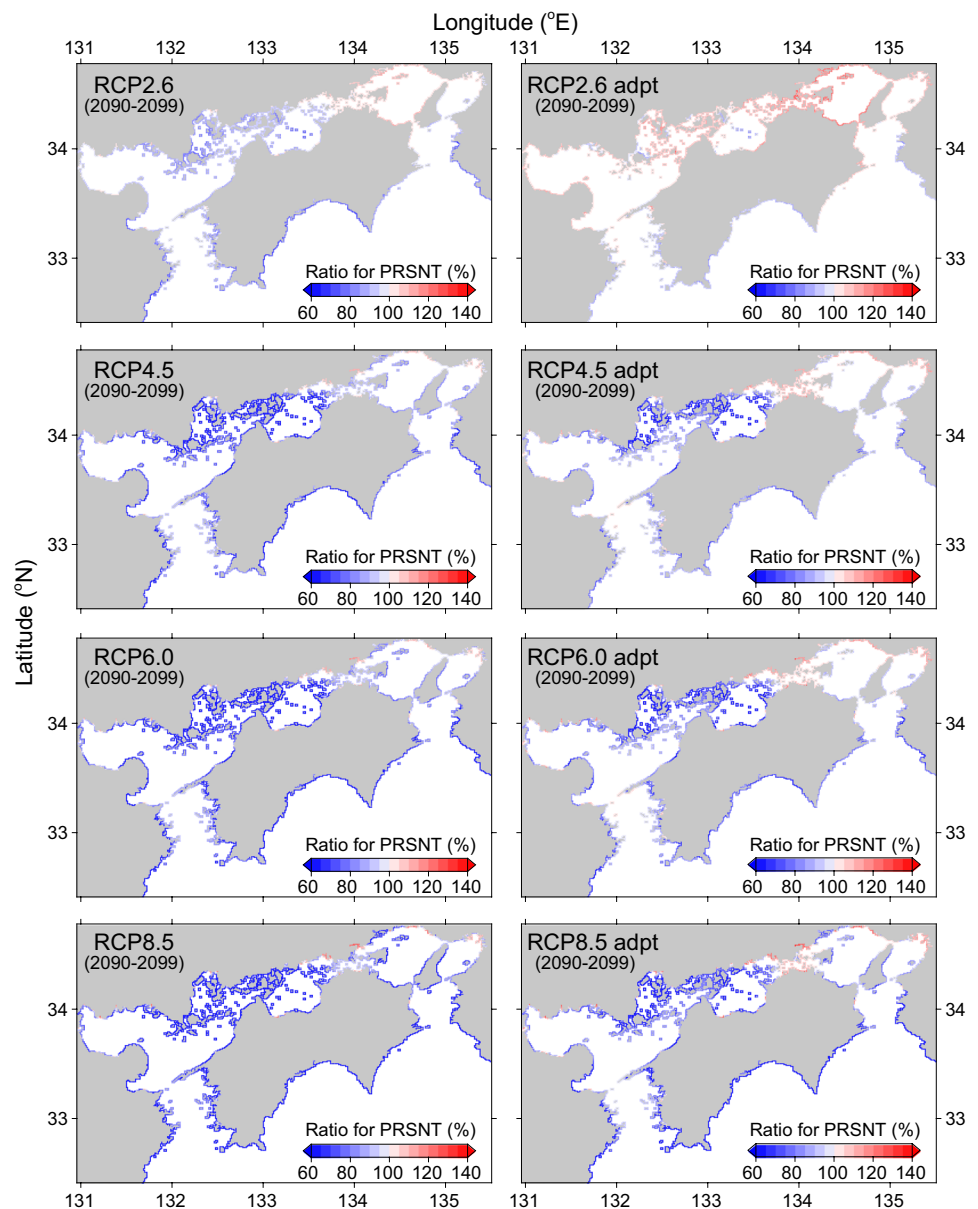 Longitude (°E)
131 132 133 134 135 131 132 133 134 135
RCP2.6
(2090-2099)
RCP2.6 adpt
(2090-2099)
34 34
33 33
Ratio for PRSNT (%)
60 80 100 120 140
Ratio for PRSNT (%)
60 80 100 120 140
RCP4.5
(2090-2099)
RCP4.5 adpt
(2090-2099)
34 34
33 33
Ratio for PRSNT (%)
60 80 100 120 140
Ratio for PRSNT (%)
60 80 100 120 140
Latitude (°N)
RCP6.0
(2090-2099)
RCP6.0 adpt
(2090-2099)
34 34
33 33
Ratio for PRSNT (%)
60 80 100 120 140
Ratio for PRSNT (%)
60 80 100 120 140
RCP8.5
(2090-2099)
RCP8.5 adpt
(2090-2099)
34 34
33 33
Ratio for PRSNT (%)
60 80 100 120 140
Ratio for PRSNT (%)
60 80 100 120 140
131 132 133 134 135 131 132 133 134 135